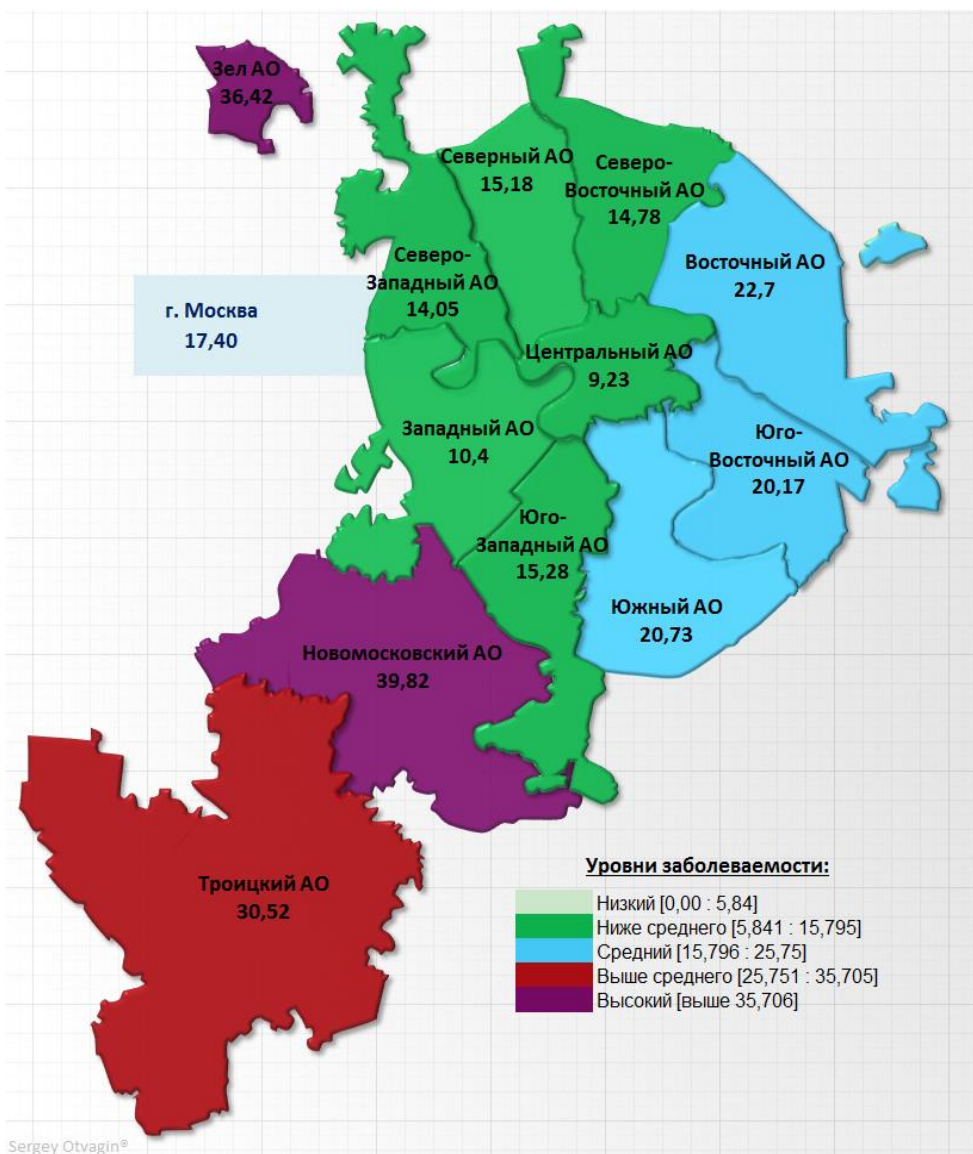 Зел АО
36,42
Северный АО
15,18
Северо-
Восточный АО
14,78
Северо-
Западный АО
14,05
Восточный АО
22,7
г. Москва
17,40
Центральный АО
9,23
Западный АО
10,4
Юго-
Восточный АО
20,17
Юго-
Западный АО
15,28
Южный АО
20,73
Новомосковский АО
39,82
Троицкий АО
30,52
Уровни заболеваемости:
Низкий [0,00 : 5,84]
Ниже среднего [5,841 : 15,795]
Средний [15,796 : 25,75]
Выше среднего [25,751 : 35,705]
Высокий [выше 35,706]
Sergey Otvagin®